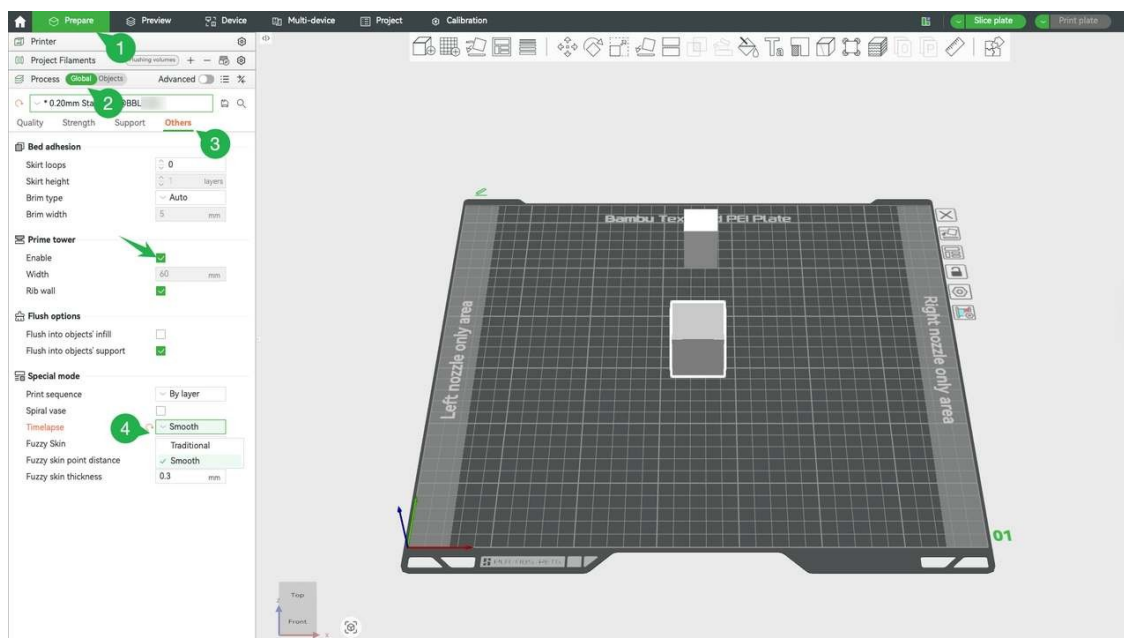 Prepare Preview Device Multi-device Project Calibration Slice plate Print plate
1
Printer
Project Filaments Flushing volumes
Process Global Objects Advanced
2
* 0.20mm BBL
Quality Strength Support Others
3
Bed adhesion
Skirt loops 0
Skirt height 1 layers
Brim type Auto
Brim width 5 mm
Prime tower
Enable
Width 60 mm
Rib wall
Flush options
Flush into objects' infill
Flush into objects' support
Special mode
Print sequence By layer
Spiral vase
Timelapse 4 Smooth
Fuzzy Skin Traditional
Fuzzy skin point distance Smooth
Fuzzy skin thickness 0.3 mm
Bambu PEI Plate
Left nozzle only area
Right nozzle only area
01
Top
Front
z
x